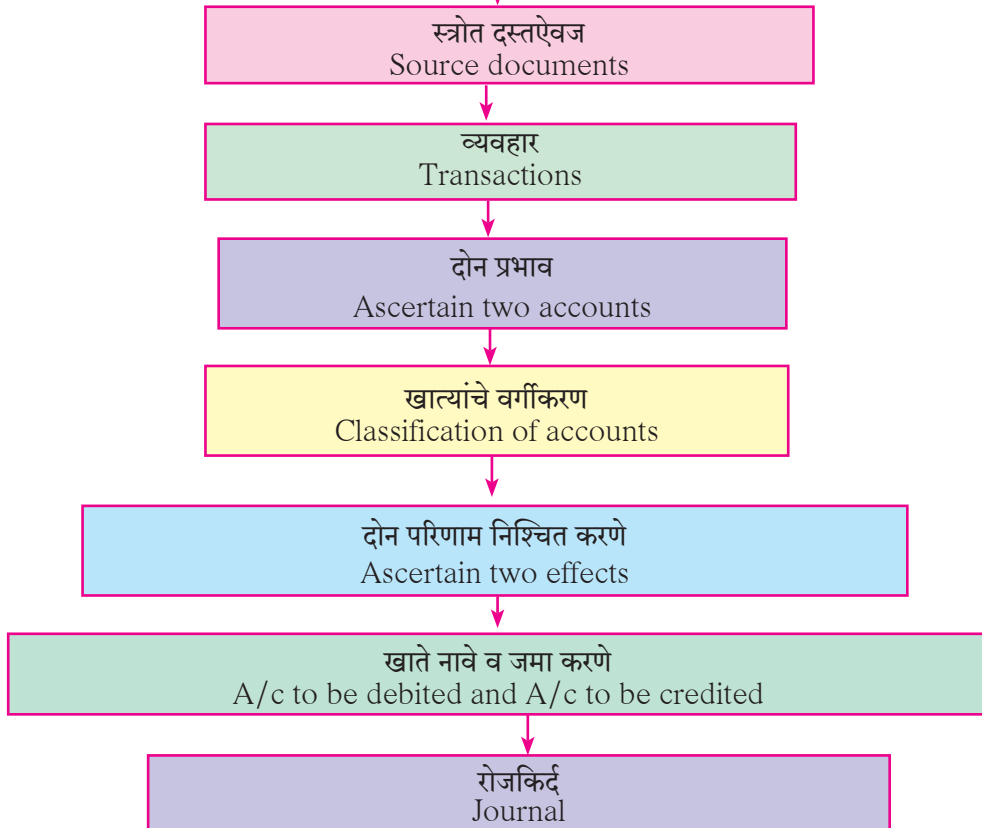 स्त्रोत दस्तऐवज
Source documents
व्यवहार
Transactions
दोन प्रभाव
Ascertain two accounts
खात्यांचे वर्गीकरण
Classification of accounts
दोन परिणाम निश्चित करणे
Ascertain two effects
खाते नावे व जमा करणे
A/c to be debited and A/c to be credited
रोजकिर्द
Journal